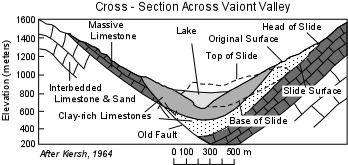 Cross - Section Across Vaiont Valley
Elevation (meters)
1600
1400
1200
1000
800
600
400
200
Massive
Limestone
Lake
Original Surface
Head of Slide
Top of Slide
Interbedded
Limestone & Sand
Slide Surface
Clay-rich Limestones
Base of Slide
Old Fault
After Kersh, 1964
0 100 300 500 m